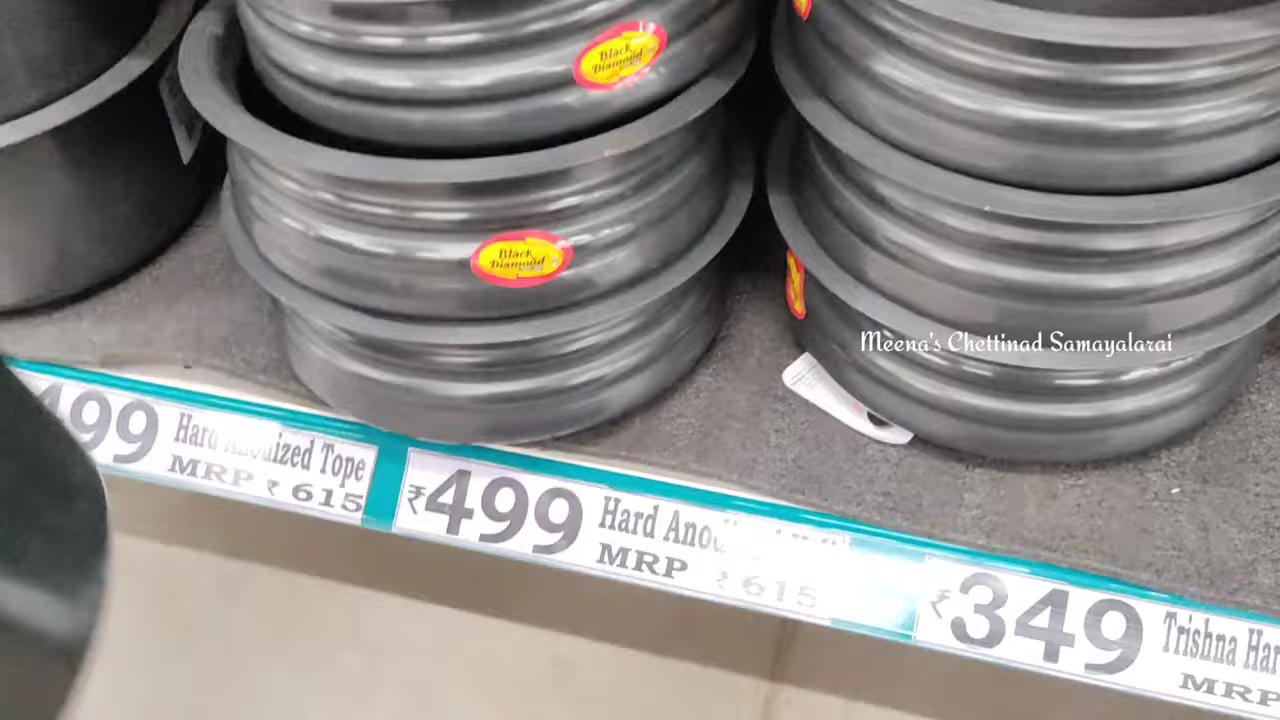 Black
Diamond
Black
Diamond
Meena's Chettinad Samayalarai
499 Hard Anodized Tope
MRP ₹ 615
₹499 Hard
MRP ₹ 615
₹349 Trishna Har
MRP